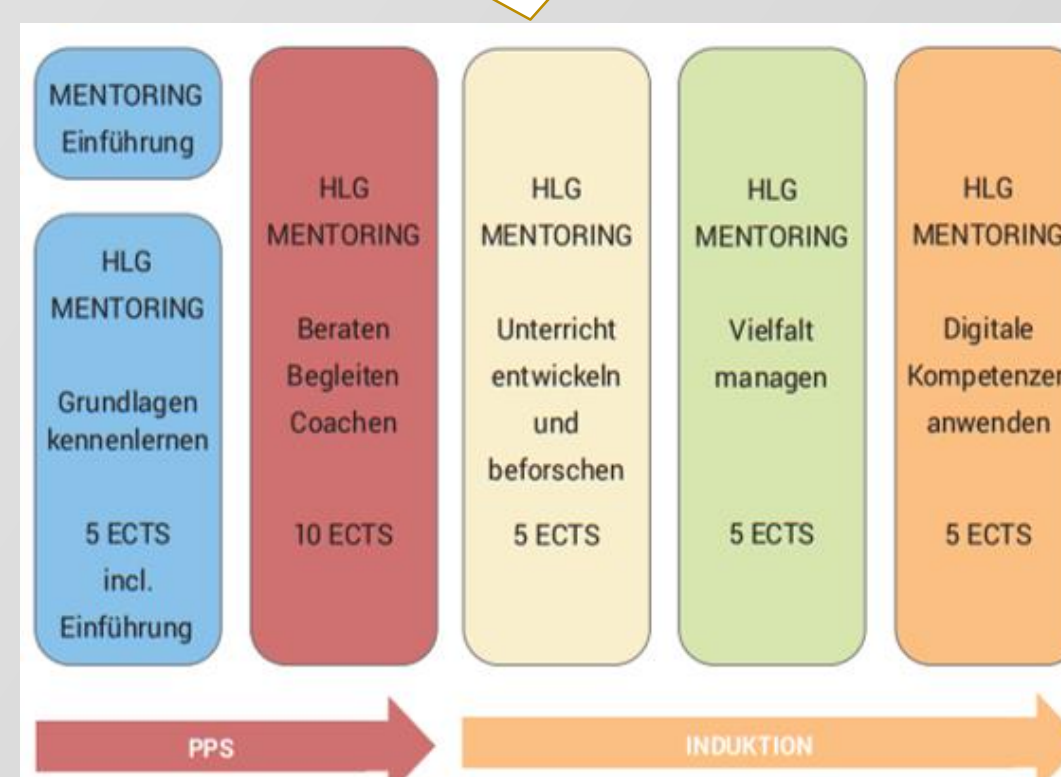 MENTORING
Einführung
HLG
MENTORING
Grundlagen
kennenlernen
5 ECTS
incl.
Einführung
HLG
MENTORING
Beraten
Begleiten
Coachen
10 ECTS
HLG
MENTORING
Unterricht
entwickeln
und
beforschen
5 ECTS
HLG
MENTORING
Vielfalt
managen
5 ECTS
HLG
MENTORING
Digitale
Kompetenzen
anwenden
5 ECTS
PPS
INDUKTION